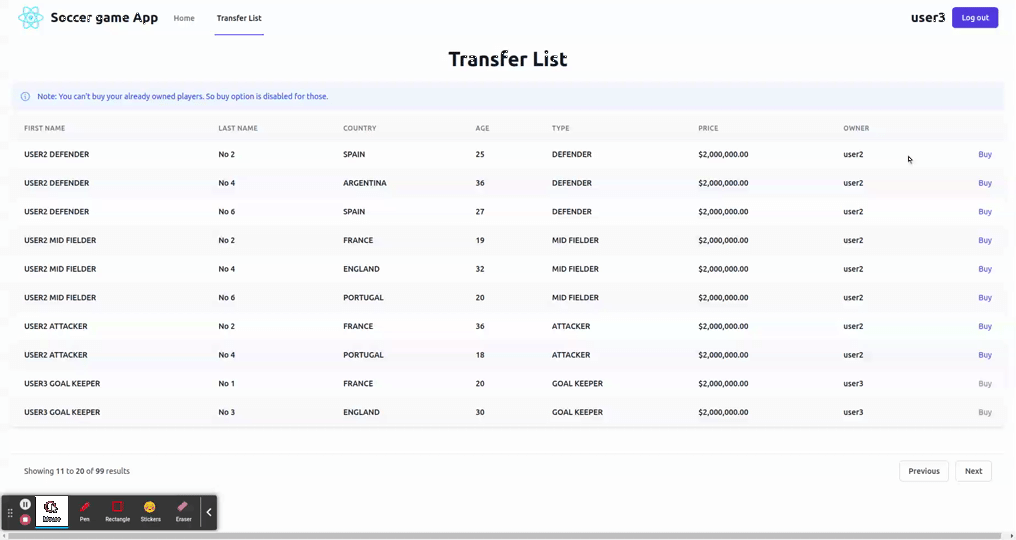 Soccer game App Home Transfer List user3 Log out
Transfer List
Note: You can't buy your already owned players. So buy option is disabled for those.
FIRST NAME LAST NAME COUNTRY AGE TYPE PRICE OWNER
USER2 DEFENDER No 2 SPAIN 25 DEFENDER $2,000,000.00 user2 Buy
USER2 DEFENDER No 4 ARGENTINA 36 DEFENDER $2,000,000.00 user2 Buy
USER2 DEFENDER No 6 SPAIN 27 DEFENDER $2,000,000.00 user2 Buy
USER2 MID FIELDER No 2 FRANCE 19 MID FIELDER $2,000,000.00 user2 Buy
USER2 MID FIELDER No 4 ENGLAND 32 MID FIELDER $2,000,000.00 user2 Buy
USER2 MID FIELDER No 6 PORTUGAL 20 MID FIELDER $2,000,000.00 user2 Buy
USER2 ATTACKER No 2 FRANCE 36 ATTACKER $2,000,000.00 user2 Buy
USER2 ATTACKER No 4 PORTUGAL 18 ATTACKER $2,000,000.00 user2 Buy
USER3 GOAL KEEPER No 1 FRANCE 20 GOAL KEEPER $2,000,000.00 user3 Buy
USER3 GOAL KEEPER No 3 ENGLAND 30 GOAL KEEPER $2,000,000.00 user3 Buy
Showing 11 to 20 of 99 results Previous Next
Pen Rectangle Stickers Eraser